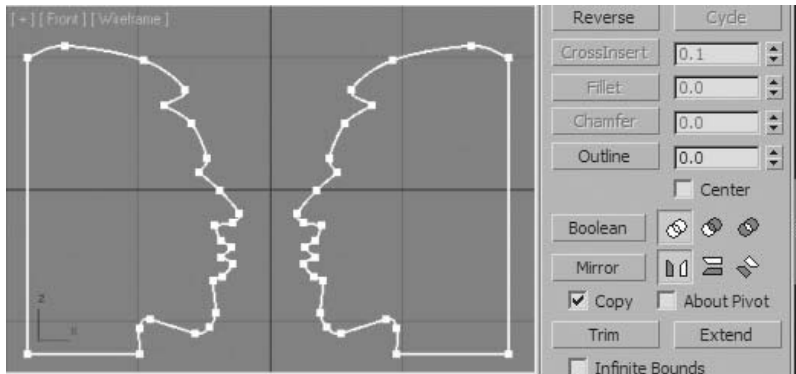 [ + ] [ Front ] [ Wireframe ]
Reverse Cycle
CrossInsert 0.1
Fillet 0.0
Chamfer 0.0
Outline 0.0
Center
Boolean
Mirror
Copy About Pivot
Trim Extend
Infinite Bounds
z
x